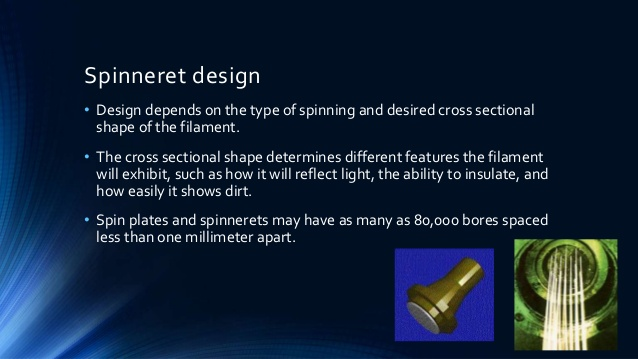 Spinneret design
• Design depends on the type of spinning and desired cross sectional
shape of the filament.
• The cross sectional shape determines different features the filament
will exhibit, such as how it will reflect light, the ability to insulate, and
how easily it shows dirt.
• Spin plates and spinnerets may have as many as 80,000 bores spaced
less than one millimeter apart.